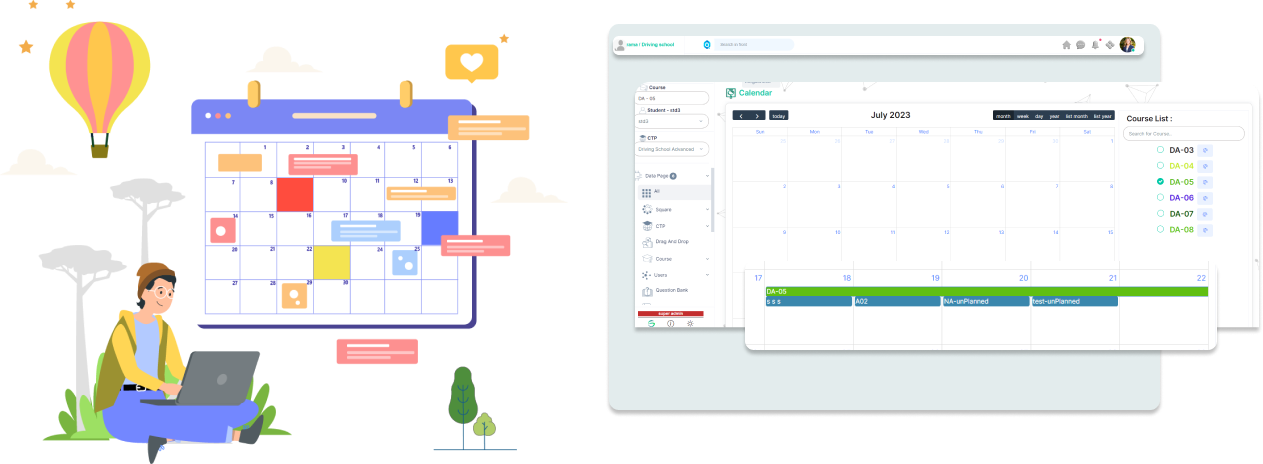 1 2 3 4 5 6
7 8 10 11 12 13
14 15 16 17 18 19
20 21 22 24 25
27 28 29 30
rema / Driving school
Course
DA - 05
Student - std3
std3
CTP
Driving School Advanced
Data Page
All
Square
CTP
Drag And Drop
Course
Users
Question Bank
super admin
Calendar
today
July 2023
month week day year list month list year
Sun Mon Tue Wed Thu Fri Sat
25 26 27 28 29 30 1
2 3 4 5 6 7 8
9 10 11 12 13 14 15
Course List :
Search for Course..
DA-03
DA-04
DA-05
DA-06
DA-07
DA-08
17 18 19 20 21 22
DA-05
s s s A02 NA-unPlanned test-unPlanned